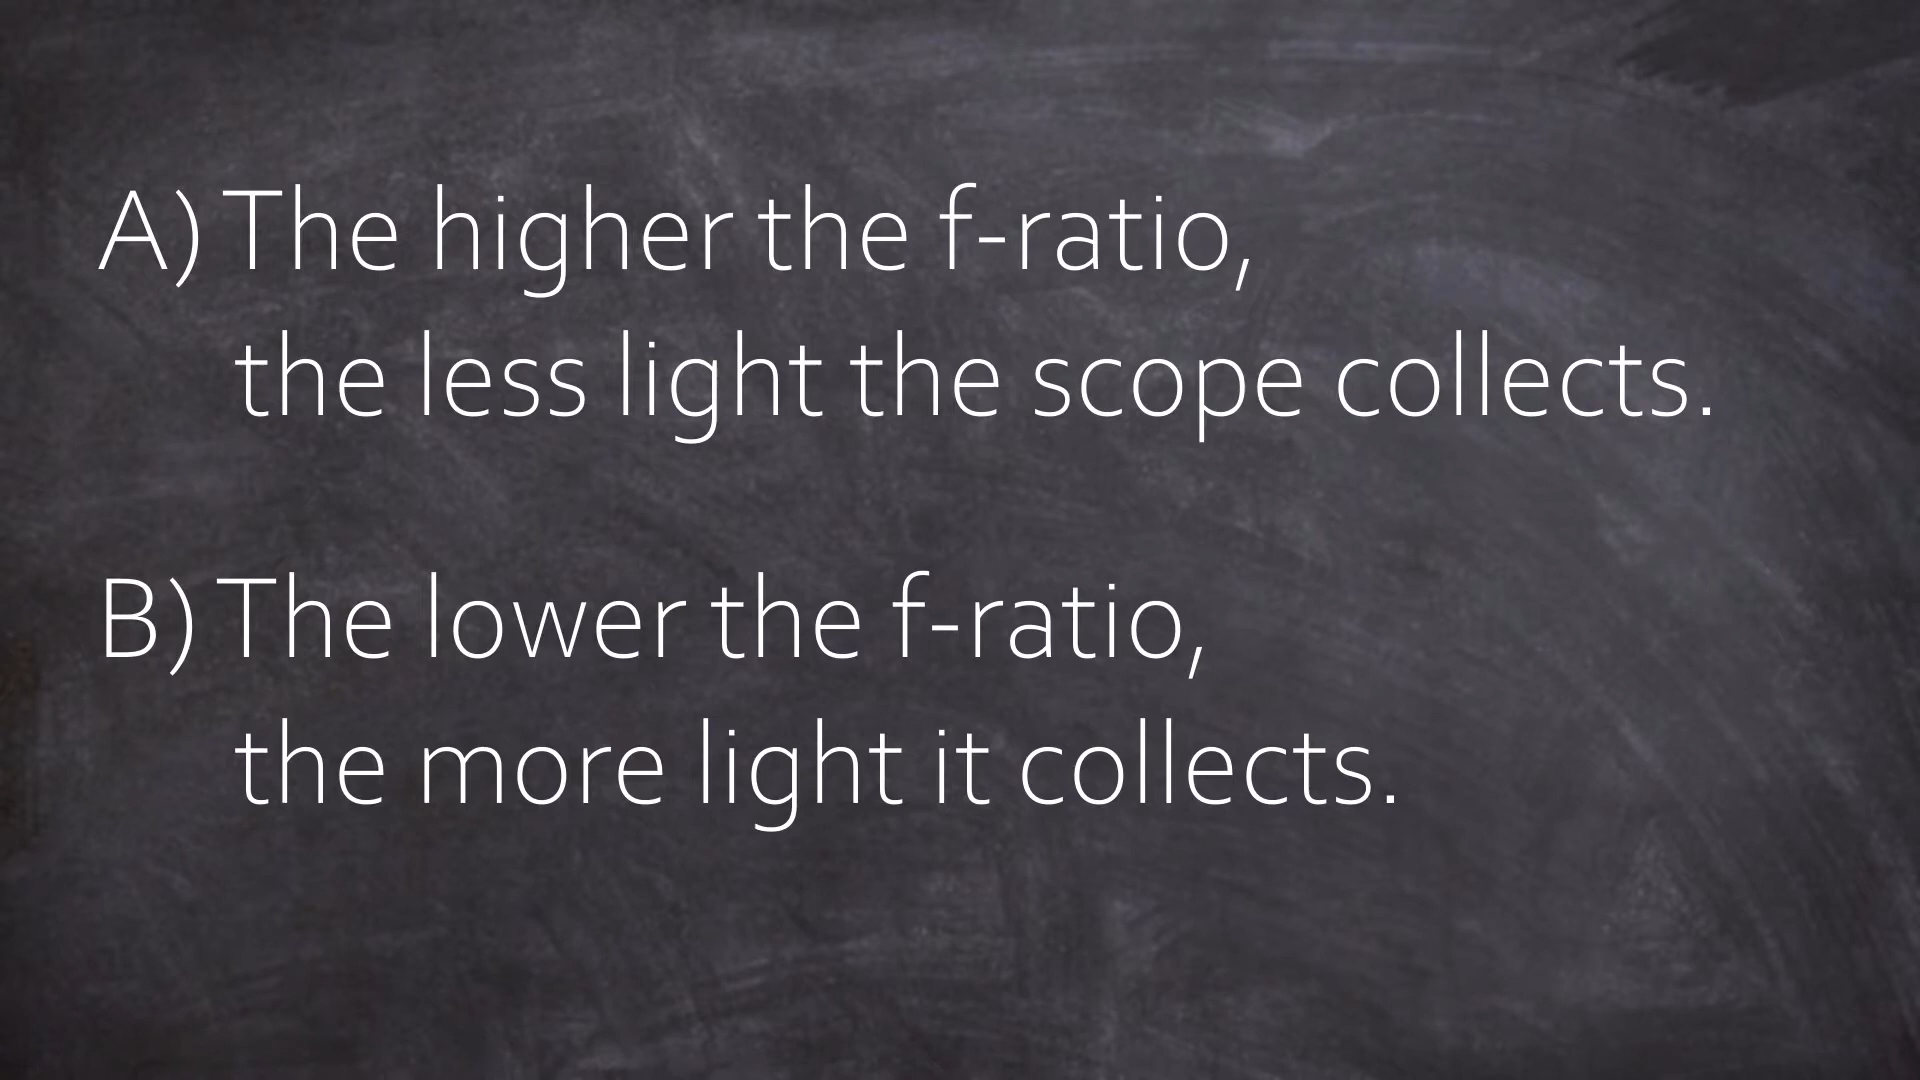 A) The higher the f-ratio,
the less light the scope collects.
B) The lower the f-ratio,
the more light it collects.